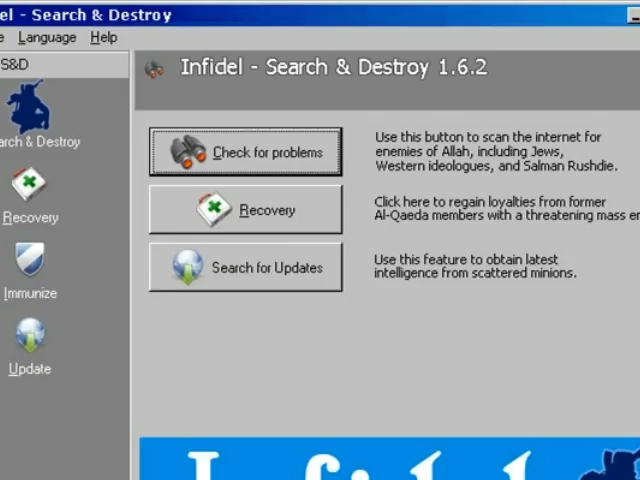 el - Search & Destroy
e Language Help
S&D
Infidel - Search & Destroy 1.6.2
arch & Destroy
Check for problems
Use this button to scan the internet for
enemies of Allah, including Jews,
Western ideologues, and Salman Rushdie.
Recovery
Recovery
Click here to regain loyalties from former
Al-Qaeda members with a threatening mass em
Search for Updates
Use this feature to obtain latest
intelligence from scattered minions.
Immunize
Update
Infidel